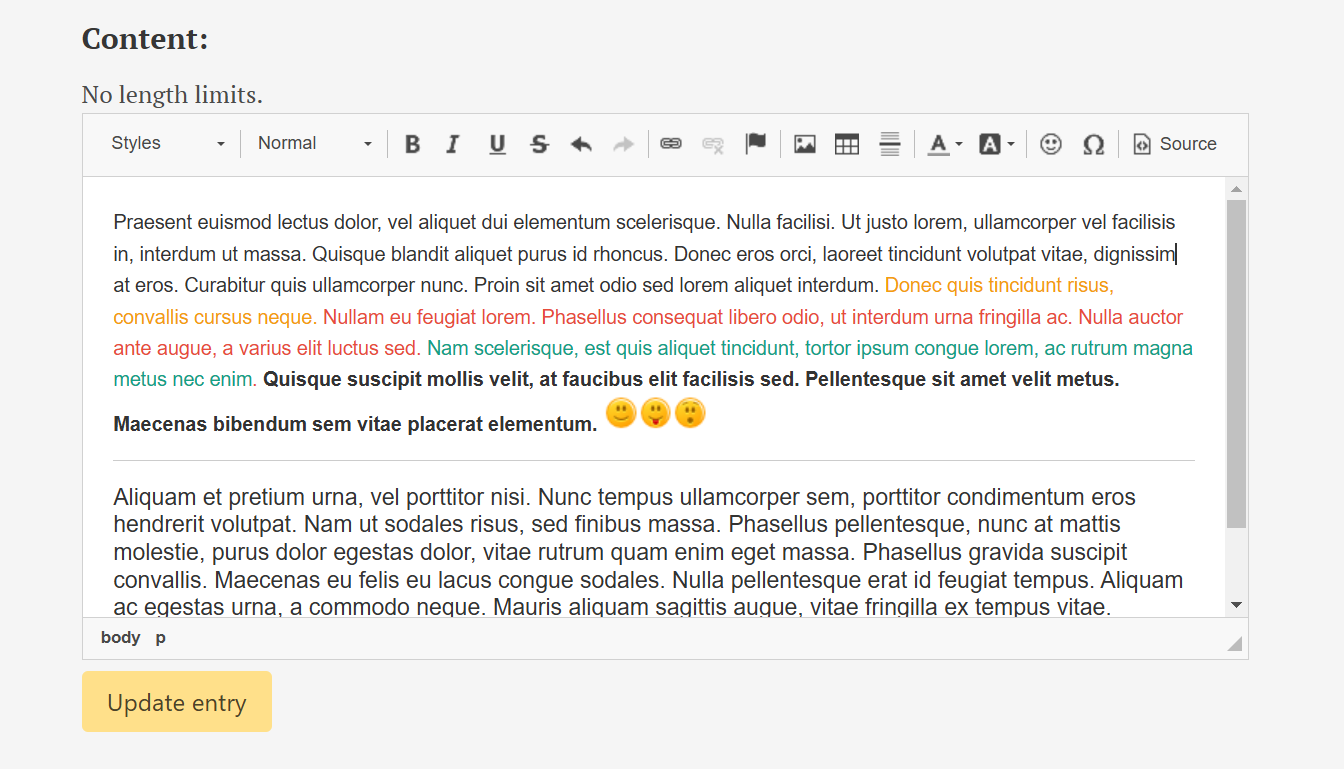 Content:
No length limits.
Styles Normal B I U S A A Ω Source
Praesent euismod lectus dolor, vel aliquet dui elementum scelerisque. Nulla facilisi. Ut justo lorem, ullamcorper vel facilisis
in, interdum ut massa. Quisque blandit aliquet purus id rhoncus. Donec eros orci, laoreet tincidunt volutpat vitae, dignissim
at eros. Curabitur quis ullamcorper nunc. Proin sit amet odio sed lorem aliquet interdum. Donec quis tincidunt risus,
convallis cursus neque. Nullam eu feugiat lorem. Phasellus consequat libero odio, ut interdum urna fringilla ac. Nulla auctor
ante augue, a varius elit luctus sed. Nam scelerisque, est quis aliquet tincidunt, tortor ipsum congue lorem, ac rutrum magna
metus nec enim. Quisque suscipit mollis velit, at faucibus elit facilisis sed. Pellentesque sit amet velit metus.
Maecenas bibendum sem vitae placerat elementum.
Aliquam et pretium urna, vel porttitor nisi. Nunc tempus ullamcorper sem, porttitor condimentum eros
hendrerit volutpat. Nam ut sodales risus, sed finibus massa. Phasellus pellentesque, nunc at mattis
molestie, purus dolor egestas dolor, vitae rutrum quam enim eget massa. Phasellus gravida suscipit
convallis. Maecenas eu felis eu lacus congue sodales. Nulla pellentesque erat id feugiat tempus. Aliquam
ac egestas urna, a commodo neque. Mauris aliquam sagittis augue, vitae fringilla ex tempus vitae.
body p
Update entry